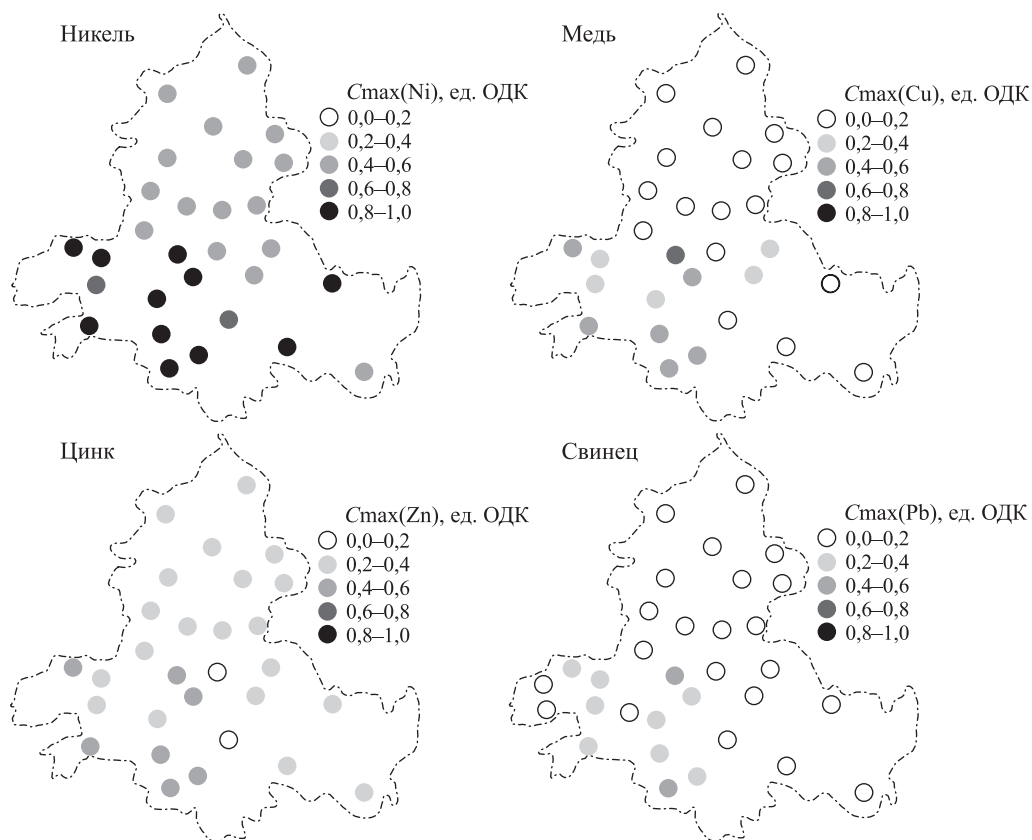 Никель
Cmax(Ni), ед. ОДК
0,0–0,2
0,2–0,4
0,4–0,6
0,6–0,8
0,8–1,0
Медь
Cmax(Cu), ед. ОДК
0,0–0,2
0,2–0,4
0,4–0,6
0,6–0,8
0,8–1,0
Цинк
Cmax(Zn), ед. ОДК
0,0–0,2
0,2–0,4
0,4–0,6
0,6–0,8
0,8–1,0
Свинец
Cmax(Pb), ед. ОДК
0,0–0,2
0,2–0,4
0,4–0,6
0,6–0,8
0,8–1,0